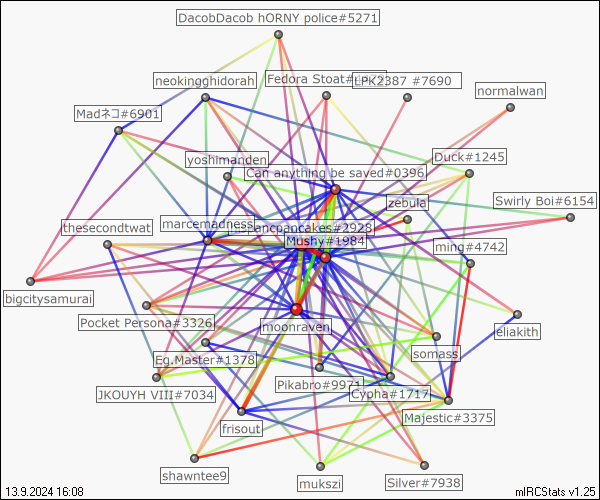 DacobDacob hORNY police#5271
neokingghidorah
Fedora Stoat
LPK2387 #7690
normalwan
Madネコ#6901
yoshimanden
Duck#1245
Can anything be saved#0396
zebula
Swirly Boi#6154
thesecondtwat
marcemadness
pancakes#2928
Mushy#1984
ming#4742
bigcitysamurai
Pocket Persona#3326
moonraven
eliakith
somass
Eg.Master#1378
JKOUYH VIII#7034
Pikabro#9971
Cypha#1717
Majestic#3375
frisout
shawntee9
mukszi
Silver#7938
13.9.2024 16:08
mIRCStats v1.25